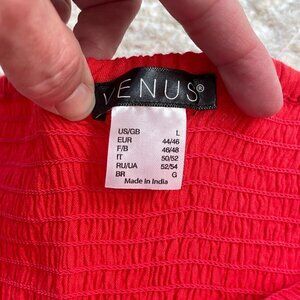 VENUS®
US/GB L
EUR 44/46
F/B 46/48
IT 50/52
RU/UA 52/54
BR G
Made in India